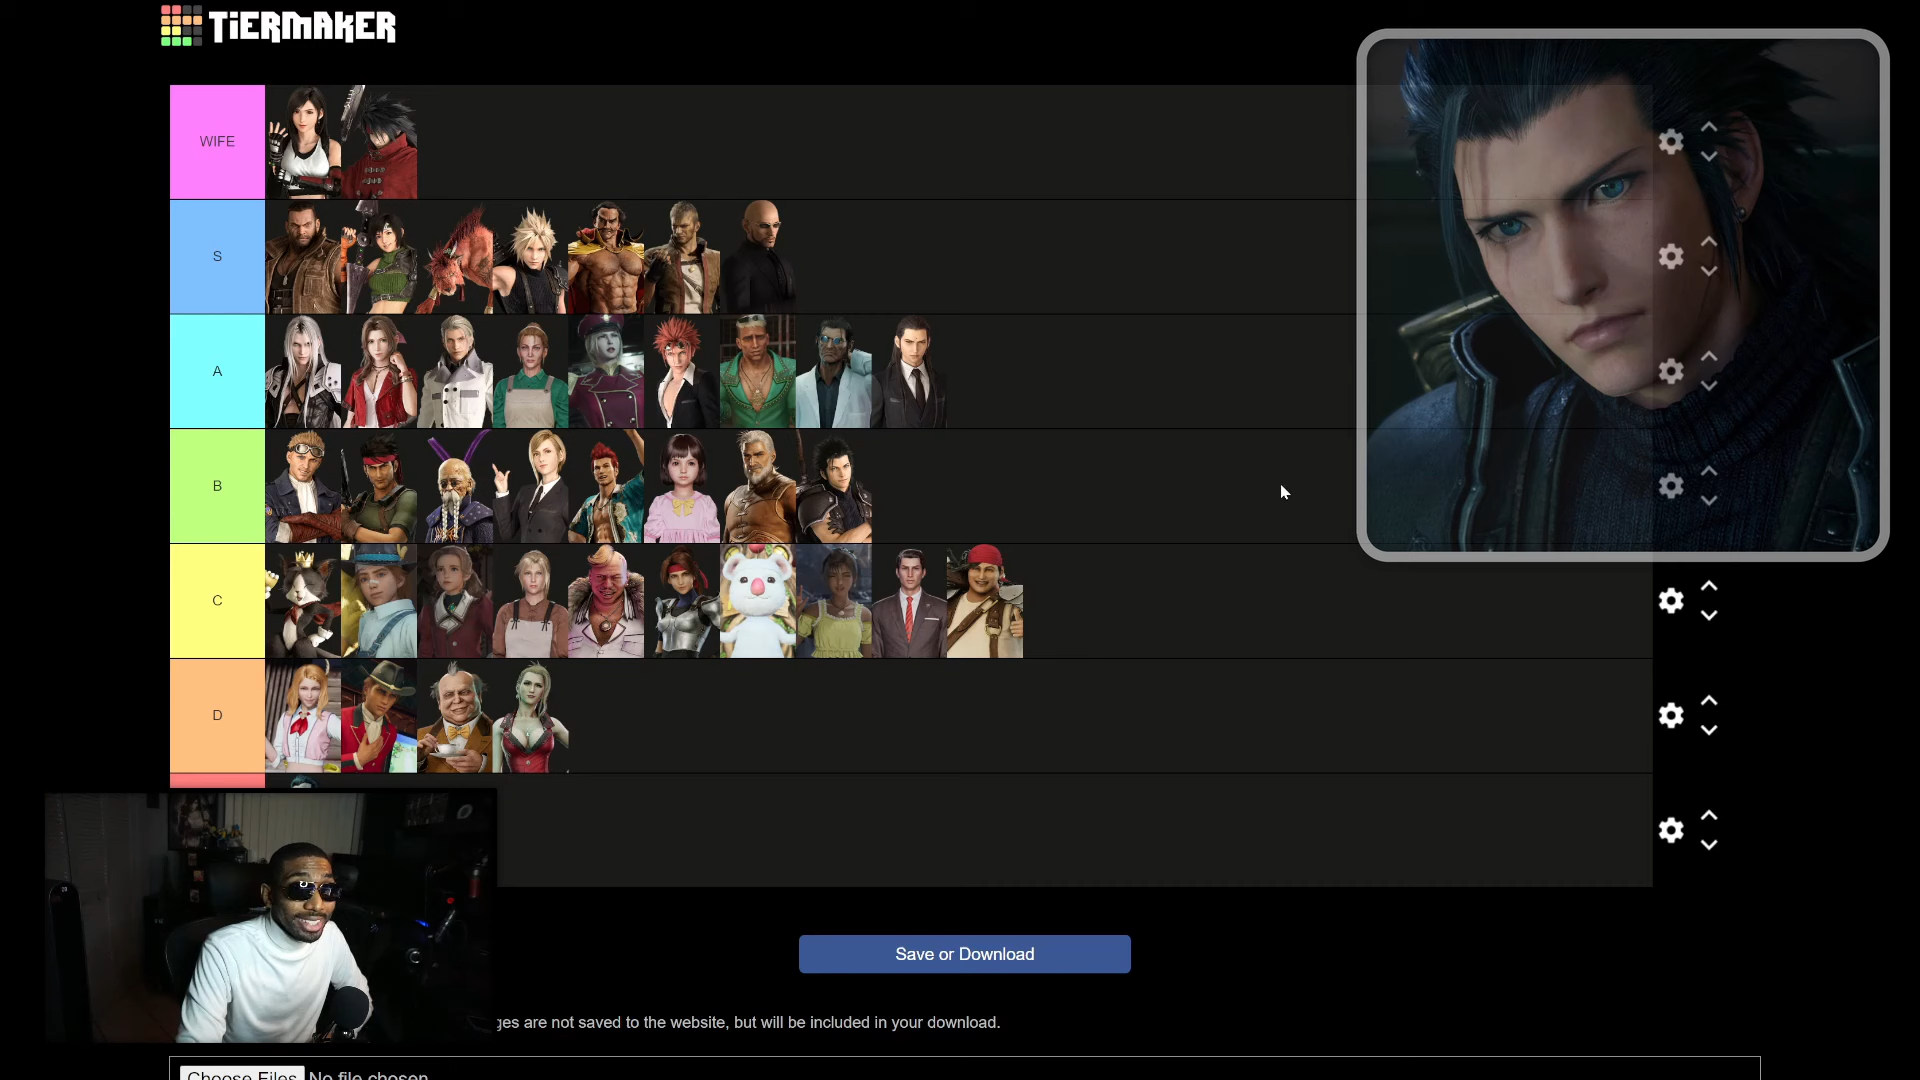 TiERMAKER
WIFE
S
A
B
C
D
Save or Download
ges are not saved to the website, but will be included in your download.
Choose Files No file chosen